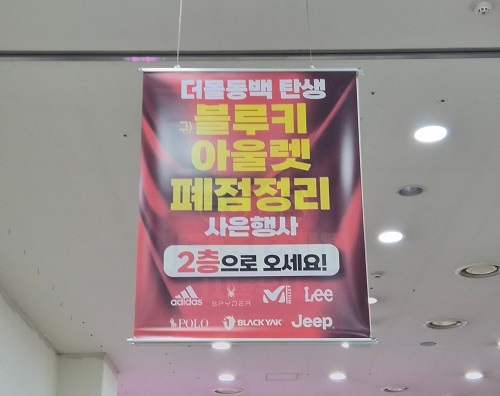 더몰동백 탄생
구)블루키
아울렛
폐점정리
사은행사
2층으로 오세요!
adidas SPYDER MILLET Lee
POLO BLACKYAK Jeep